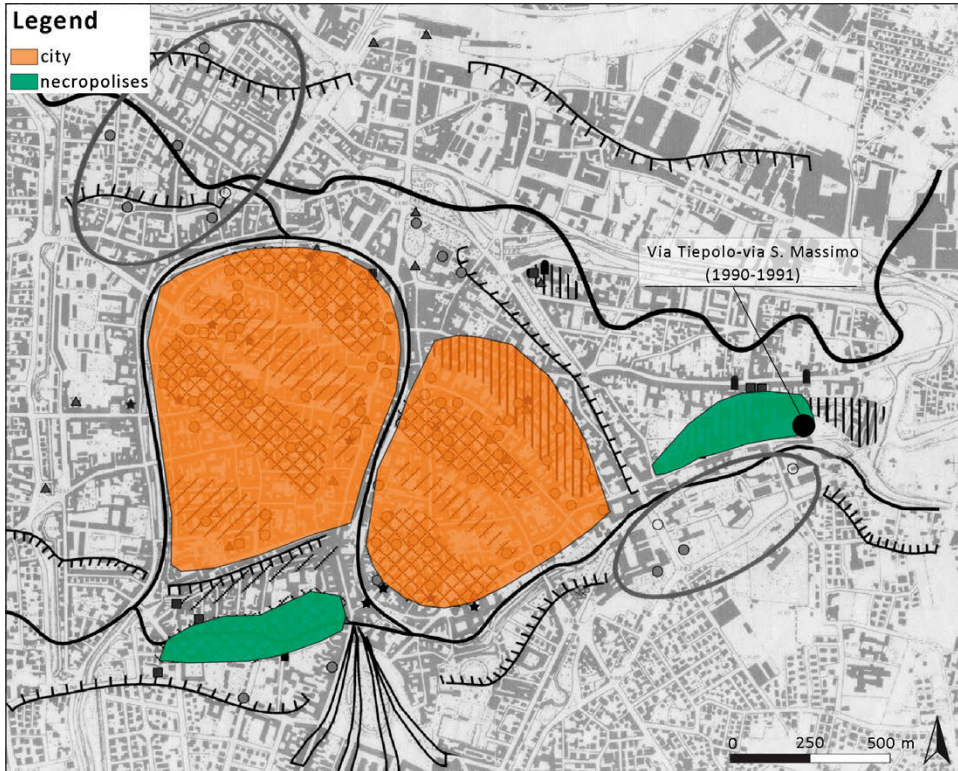 Legend
city
necropolises
Via Tiepolo-via S. Massimo
(1990-1991)
0 250 500 m